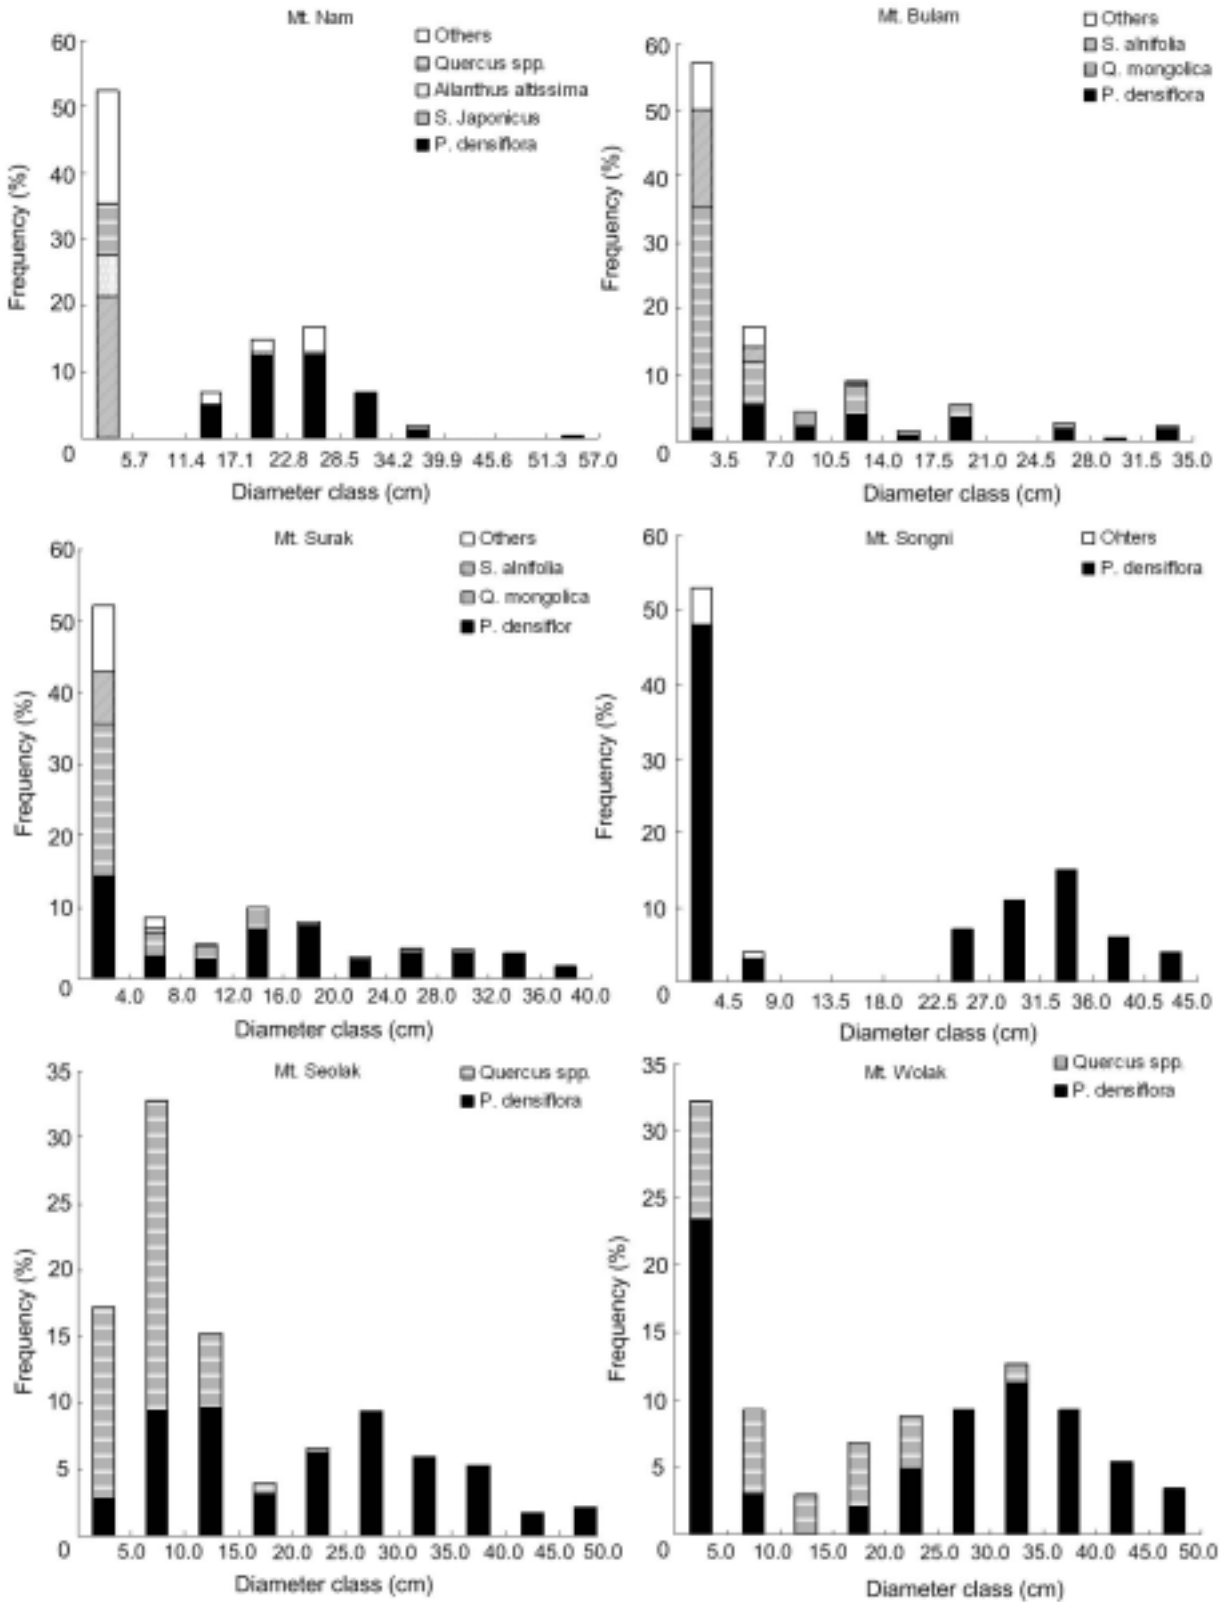 Mt. Nam
Others
Quercus spp.
Ailanthus altissima
S. Japonicus
P. densiflora
60
50
40
30
20
10
0
Frequency (%)
5.7 11.4 17.1 22.8 28.5 34.2 39.9 45.6 51.3 57.0
Diameter class (cm)
Mt. Bulam
Others
S. alnifolia
Q. mongolica
P. densiflora
60
50
40
30
20
10
0
Frequency (%)
3.5 7.0 10.5 14.0 17.5 21.0 24.5 28.0 31.5 35.0
Diameter class (cm)
Mt. Surak
Others
S. alnifolia
Q. mongolica
P. densiflor
60
50
40
30
20
10
0
Frequency (%)
4.0 8.0 12.0 16.0 20.0 24.0 28.0 32.0 36.0 40.0
Diameter class (cm)
Mt. Songni
Ohters
P. densiflora
60
50
40
30
20
10
0
Frequency (%)
4.5 9.0 13.5 18.0 22.5 27.0 31.5 36.0 40.5 45.0
Diameter class (cm)
Mt. Seolak
Quercus spp.
P. densiflora
35
30
25
20
15
10
5
0
Frequency (%)
5.0 10.0 15.0 20.0 25.0 30.0 35.0 40.0 45.0 50.0
Diameter class (cm)
Mt. Wolak
Quercus spp.
P. densiflora
35
30
25
20
15
10
5
0
Frequency (%)
5.0 10.0 15.0 20.0 25.0 30.0 35.0 40.0 45.0 50.0
Diameter class (cm)